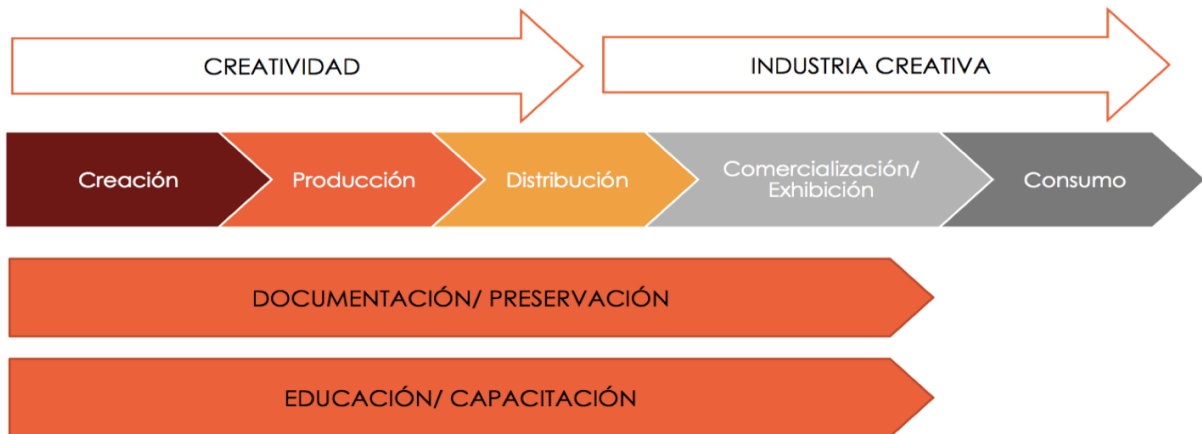 CREATIVIDAD
INDUSTRIA CREATIVA
Creación
Producción
Distribución
Comercialización/
Exhibición
Consumo
DOCUMENTACIÓN/ PRESERVACIÓN
EDUCACIÓN/ CAPACITACIÓN